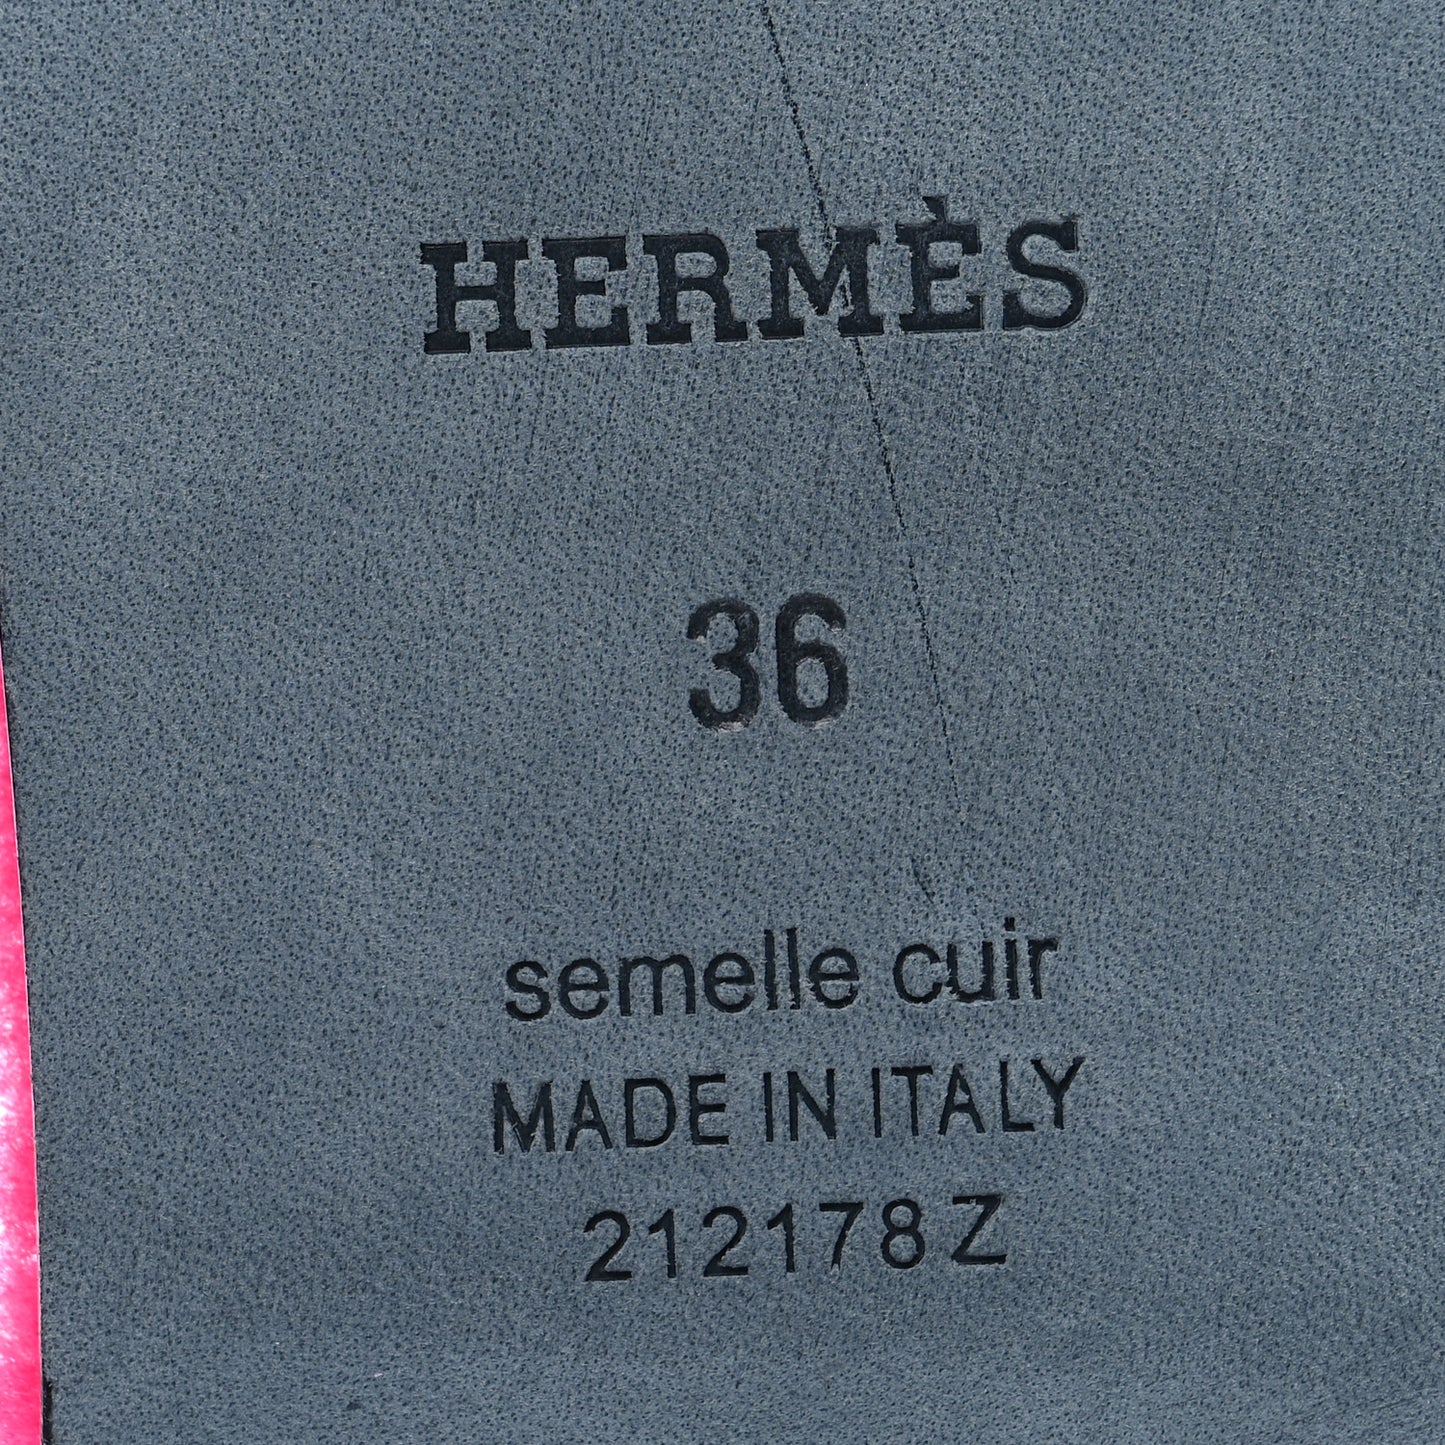 HERMÈS
36
semelle cuir
MADE IN ITALY
212178 Z